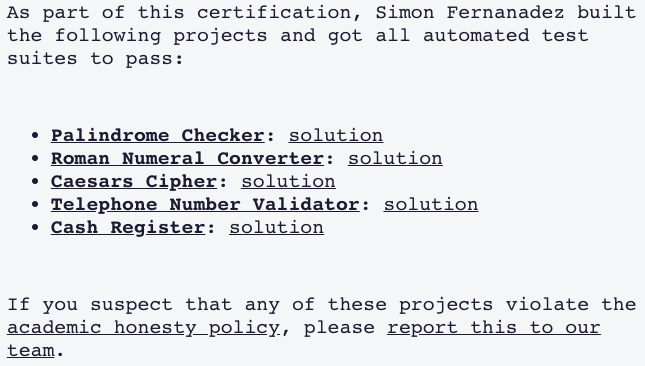 As part of this certification, Simon Fernanadez built
the following projects and got all automated test
suites to pass:
• Palindrome Checker: solution
• Roman Numeral Converter: solution
• Caesars Cipher: solution
• Telephone Number Validator: solution
• Cash Register: solution
If you suspect that any of these projects violate the
academic honesty policy, please report this to our
team.